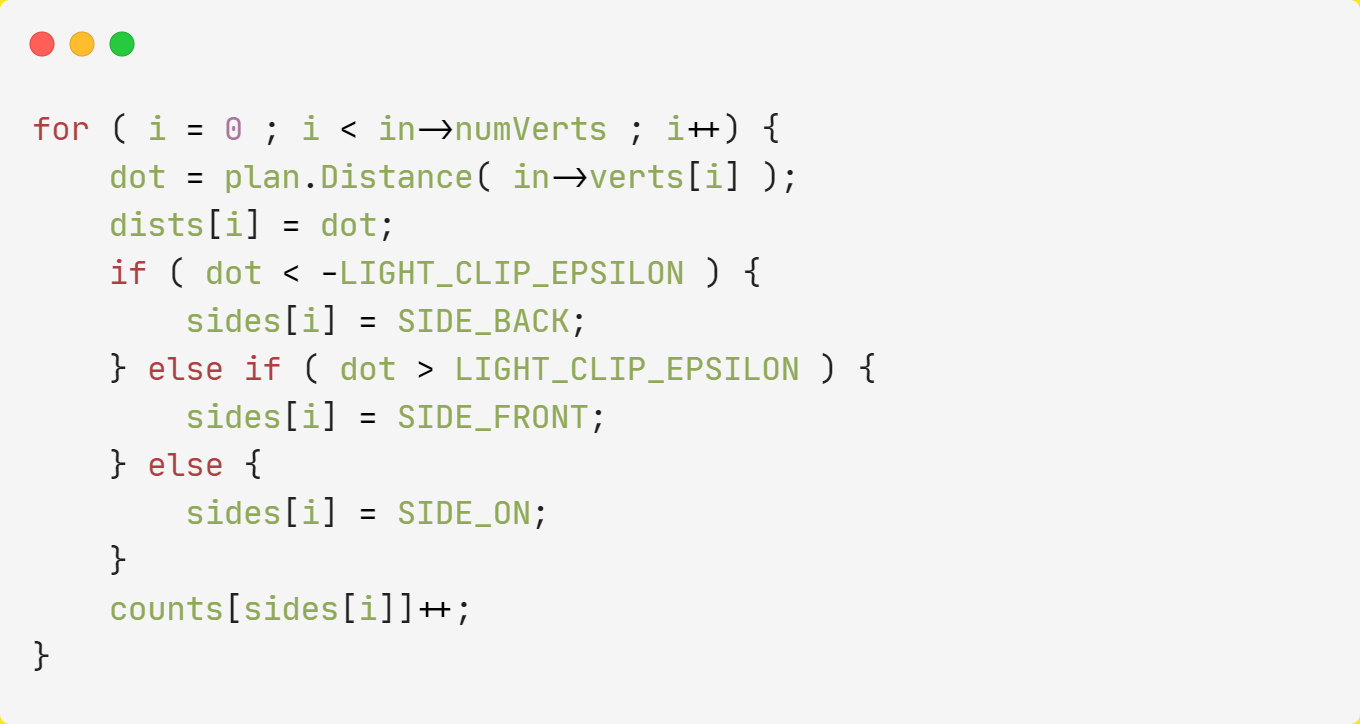 for ( i = 0 ; i < in->numVerts ; i++) {
    dot = plan.Distance( in->verts[i] );
    dists[i] = dot;
    if ( dot < -LIGHT_CLIP_EPSILON ) {
        sides[i] = SIDE_BACK;
    } else if ( dot > LIGHT_CLIP_EPSILON ) {
        sides[i] = SIDE_FRONT;
    } else {
        sides[i] = SIDE_ON;
    }
    counts[sides[i]]++;
}